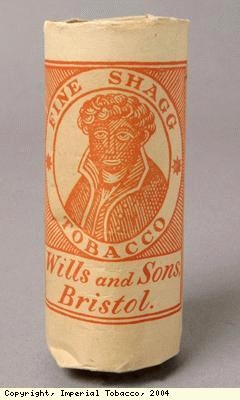 FINE SHAGG
TOBACCO
Wills and Sons,
Bristol.
Copyright, Imperial Tobacco, 2004